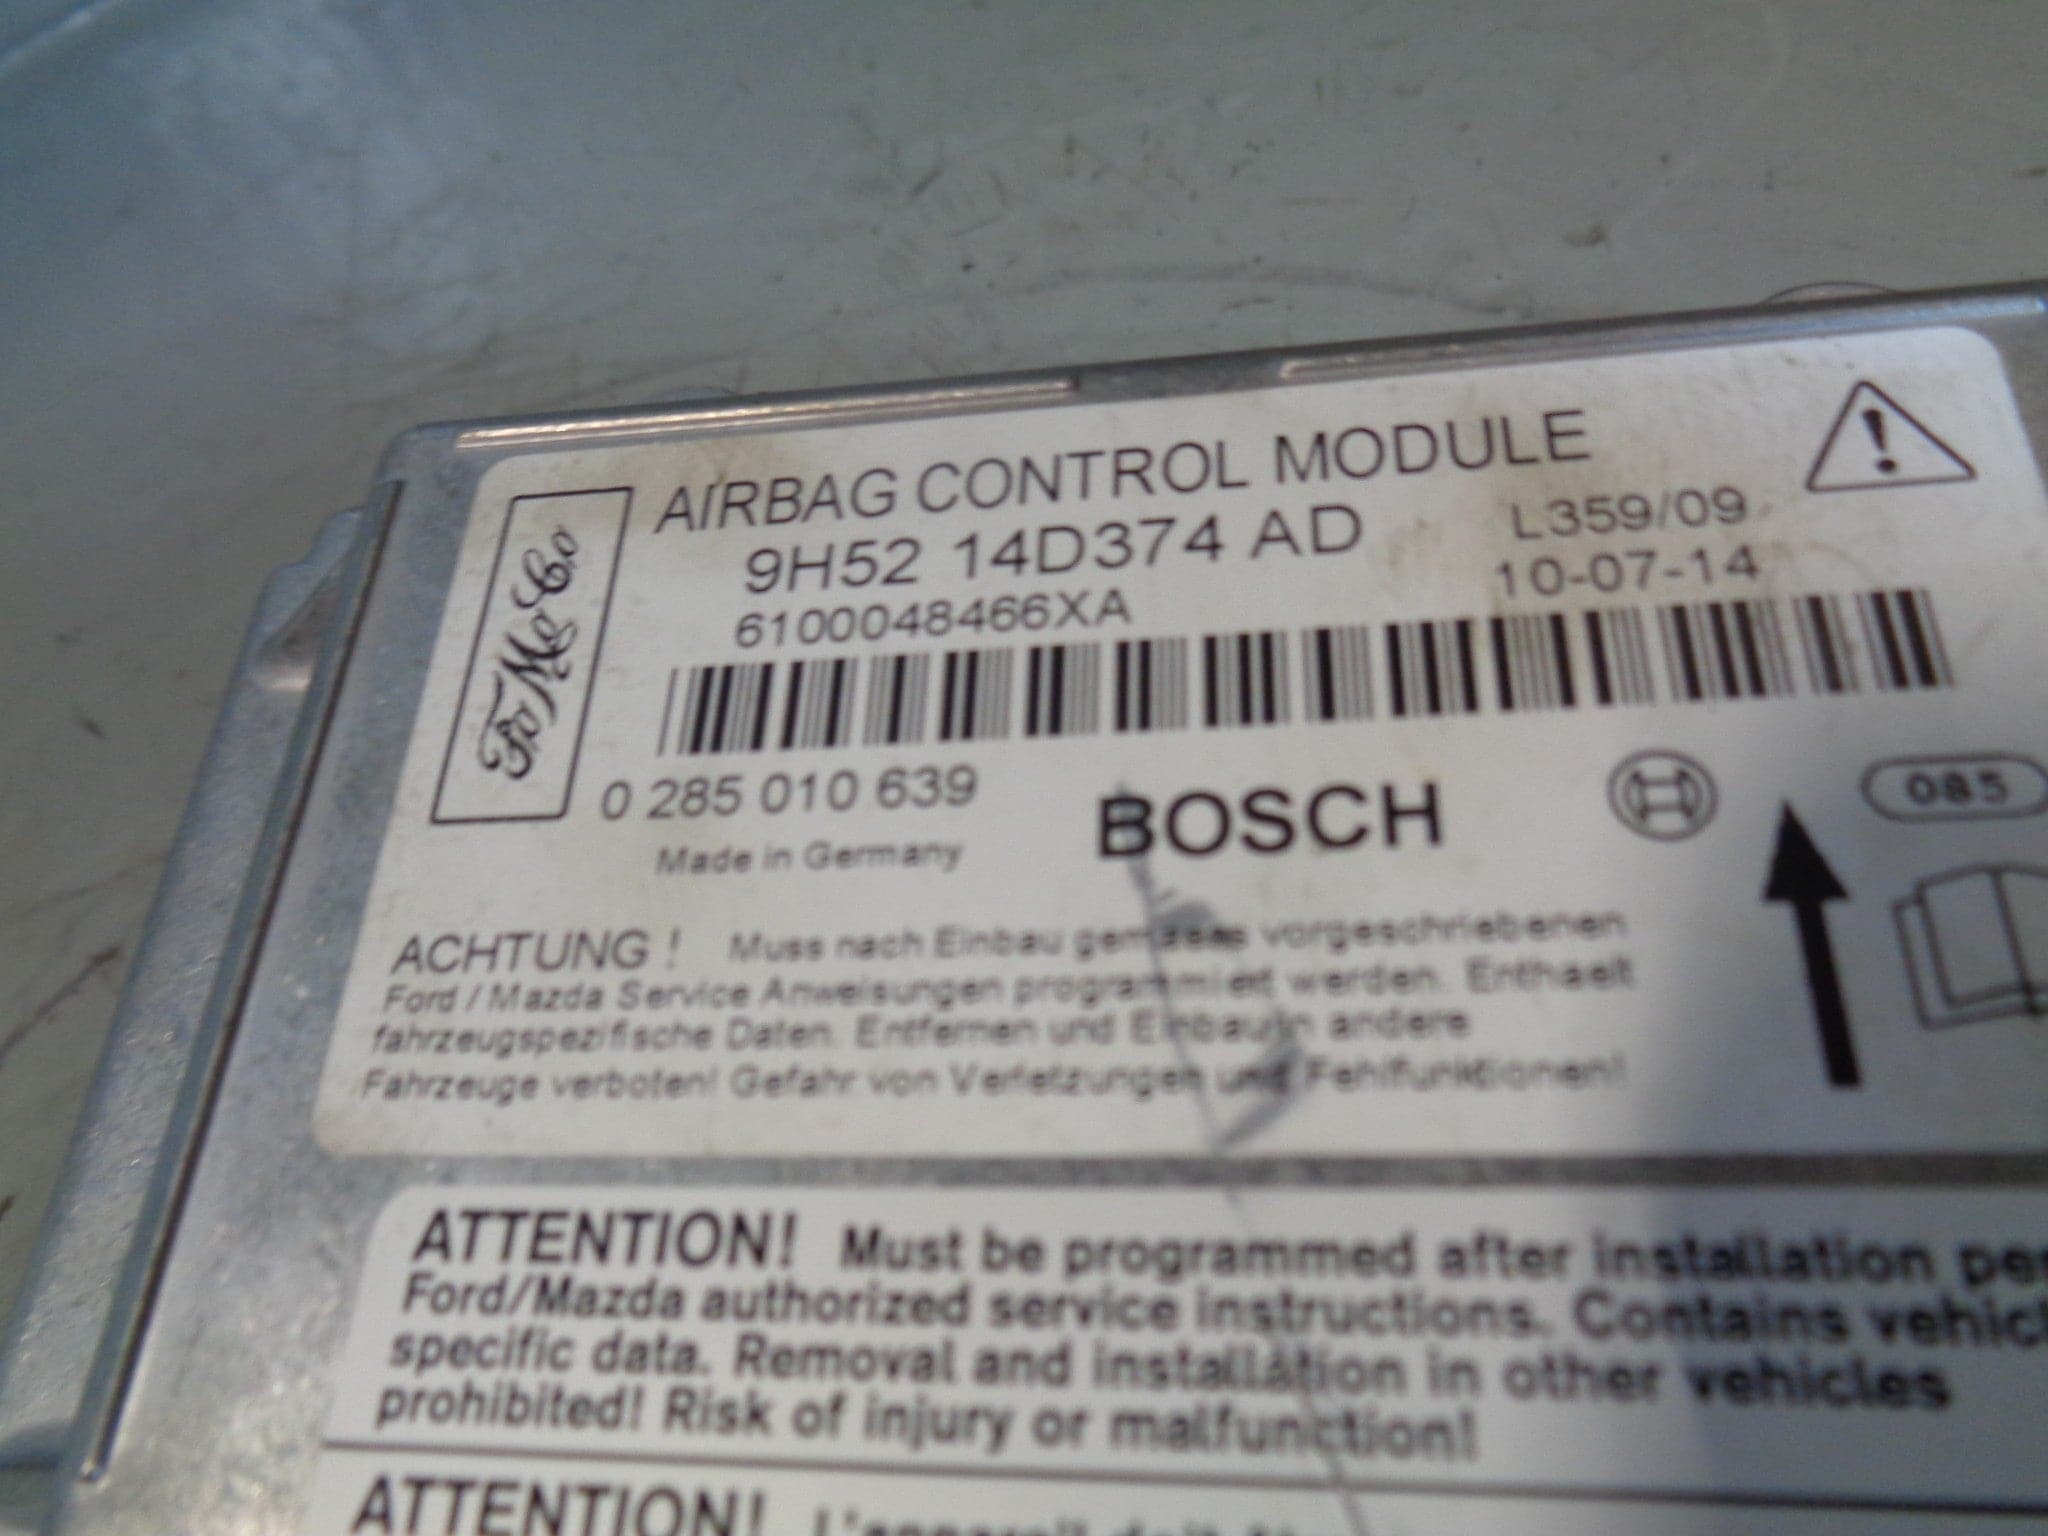 AIRBAG CONTROL MODULE
FoMoCo
9H52 14D374 AD
L359/09
6100048466XA
10-07-14
0 285 010 639
BOSCH
085
Made in Germany
ACHTUNG! Muss nach Einbau gemaess vorgeschriebenen
Ford / Mazda Service Anweisungen programmiert werden. Enthaelt
fahrzeugspezifische Daten. Entfernen und Einbau in andere
Fahrzeuge verboten! Gefahr von Verletzungen und Fehlfunktionen!
ATTENTION! Must be programmed after installation
Ford/Mazda authorized service instructions. Contains
specific data. Removal and installation in other vehicles
prohibited! Risk of injury or malfunction!
ATTENTION! L'appareil doit